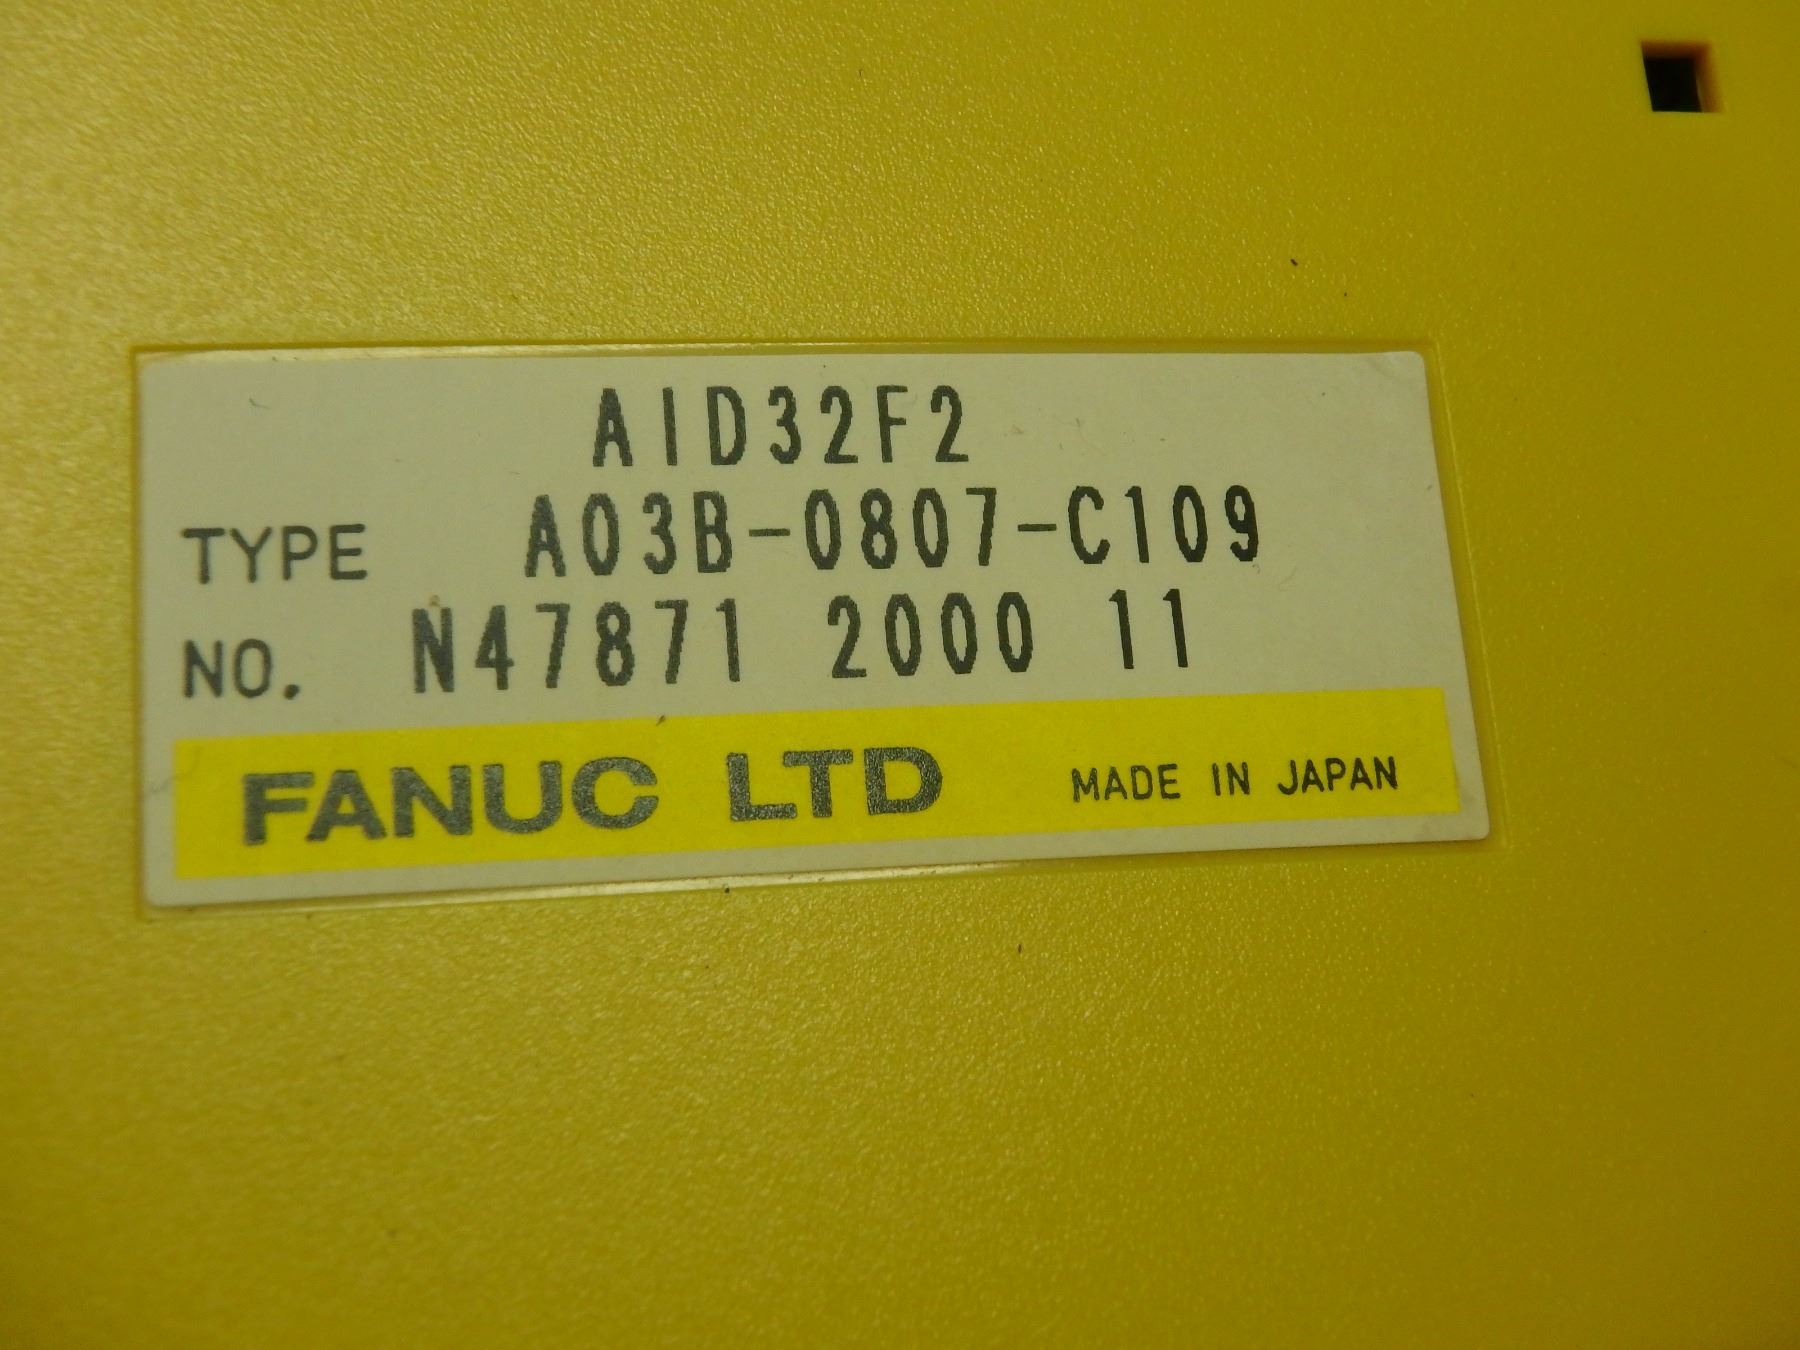 AID32F2
TYPE A03B-0807-C109
NO. N47871 2000 11
FANUC LTD MADE IN JAPAN